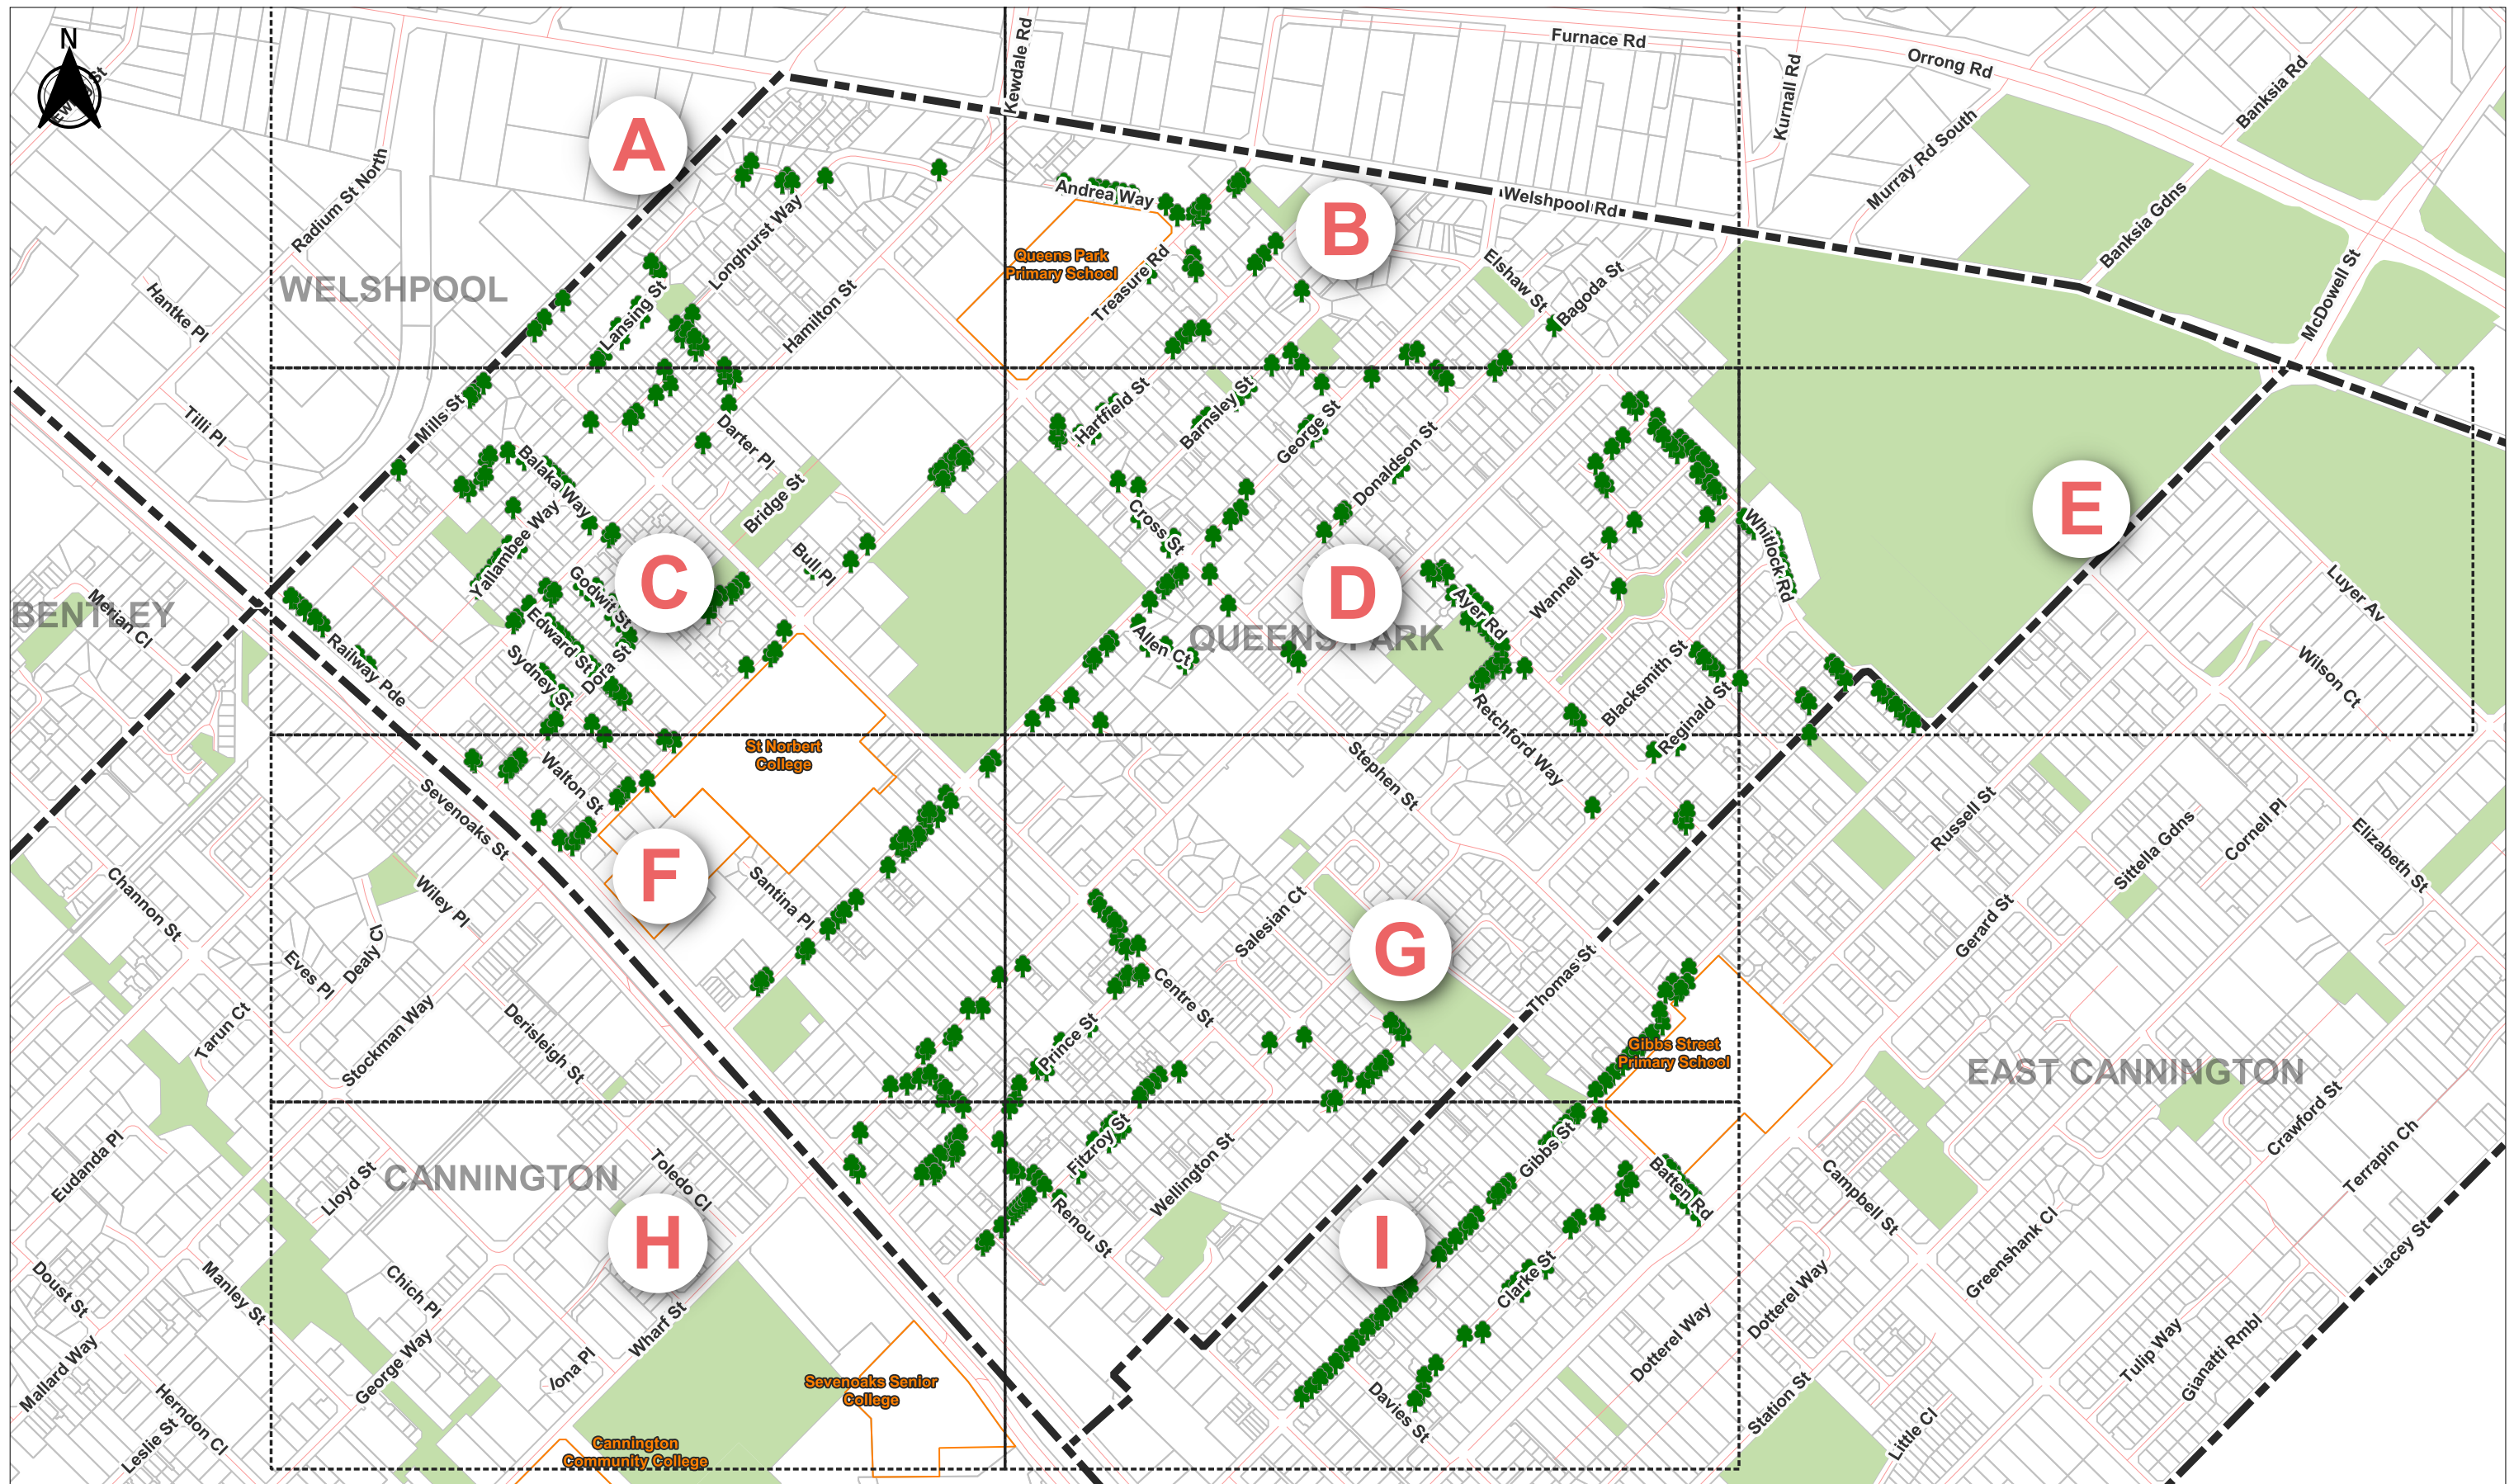 N
Kewdale Rd
Furnace Rd
Orrong Rd
Banksia Rd
Kurnall Rd
Murray Rd South
A
Radium St North
Andrea Way
Welshpool Rd
B
Banksia Gdns
Longhurst Way
Queens Park
Primary School
Treasure Rd
Elshaw St
Bagoda St
McDowell St
WELSHPOOL
Hantke Pl
Lansing St
Hamilton St
Tilli Pl
Mills St
Darter Pl
Hartfield St
Barnsley St
George St
Donaldson St
Balaka Way
Bridge St
E
Yallambee Way
Cross St
Whitlock Rd
C
Bull Pl
D
Wannell St
Luyer Av
BENTLEY
Merian Cl
Godwit St
Edward St
Ayer Rd
Railway Pde
Sydney St
Dora St
Allen Ct
QUEENS PARK
Blacksmith St
Reginald St
Wilson Ct
St Norbert
College
Walton St
Stephen St
Retchford Way
Sevenoaks St
Russell St
Sittella Gdns
Cornell Pl
Elizabeth St
F
Channon St
Wiley Pl
Santina Pl
Salesian Ct
G
Gerard St
Eves Pl
Dealy Cl
Centre St
Thomas St
Tarun Ct
Stockman Way
Derisleigh St
Prince St
Gibbs Street
Primary School
EAST CANNINGTON
Crawford St
Eudanda Pl
Lloyd St
CANNINGTON
Toledo Cl
Fitzroy St
Wellington St
Gibbs St
Batten Rd
Campbell St
Terrapin Ch
Renou St
H
I
Greenshank Cl
Lacey St
Doust St
Manley St
Chich Pl
Clarke St
Dotterel Way
Dotterel Way
Mallard Way
George Way
Iona Pl
Wharf St
Tulip Way
Gianatti Rmbl
Herndon Cl
Leslie St
Sevenoaks Senior
College
Davies St
Station St
Little Cl
Cannington
Community College